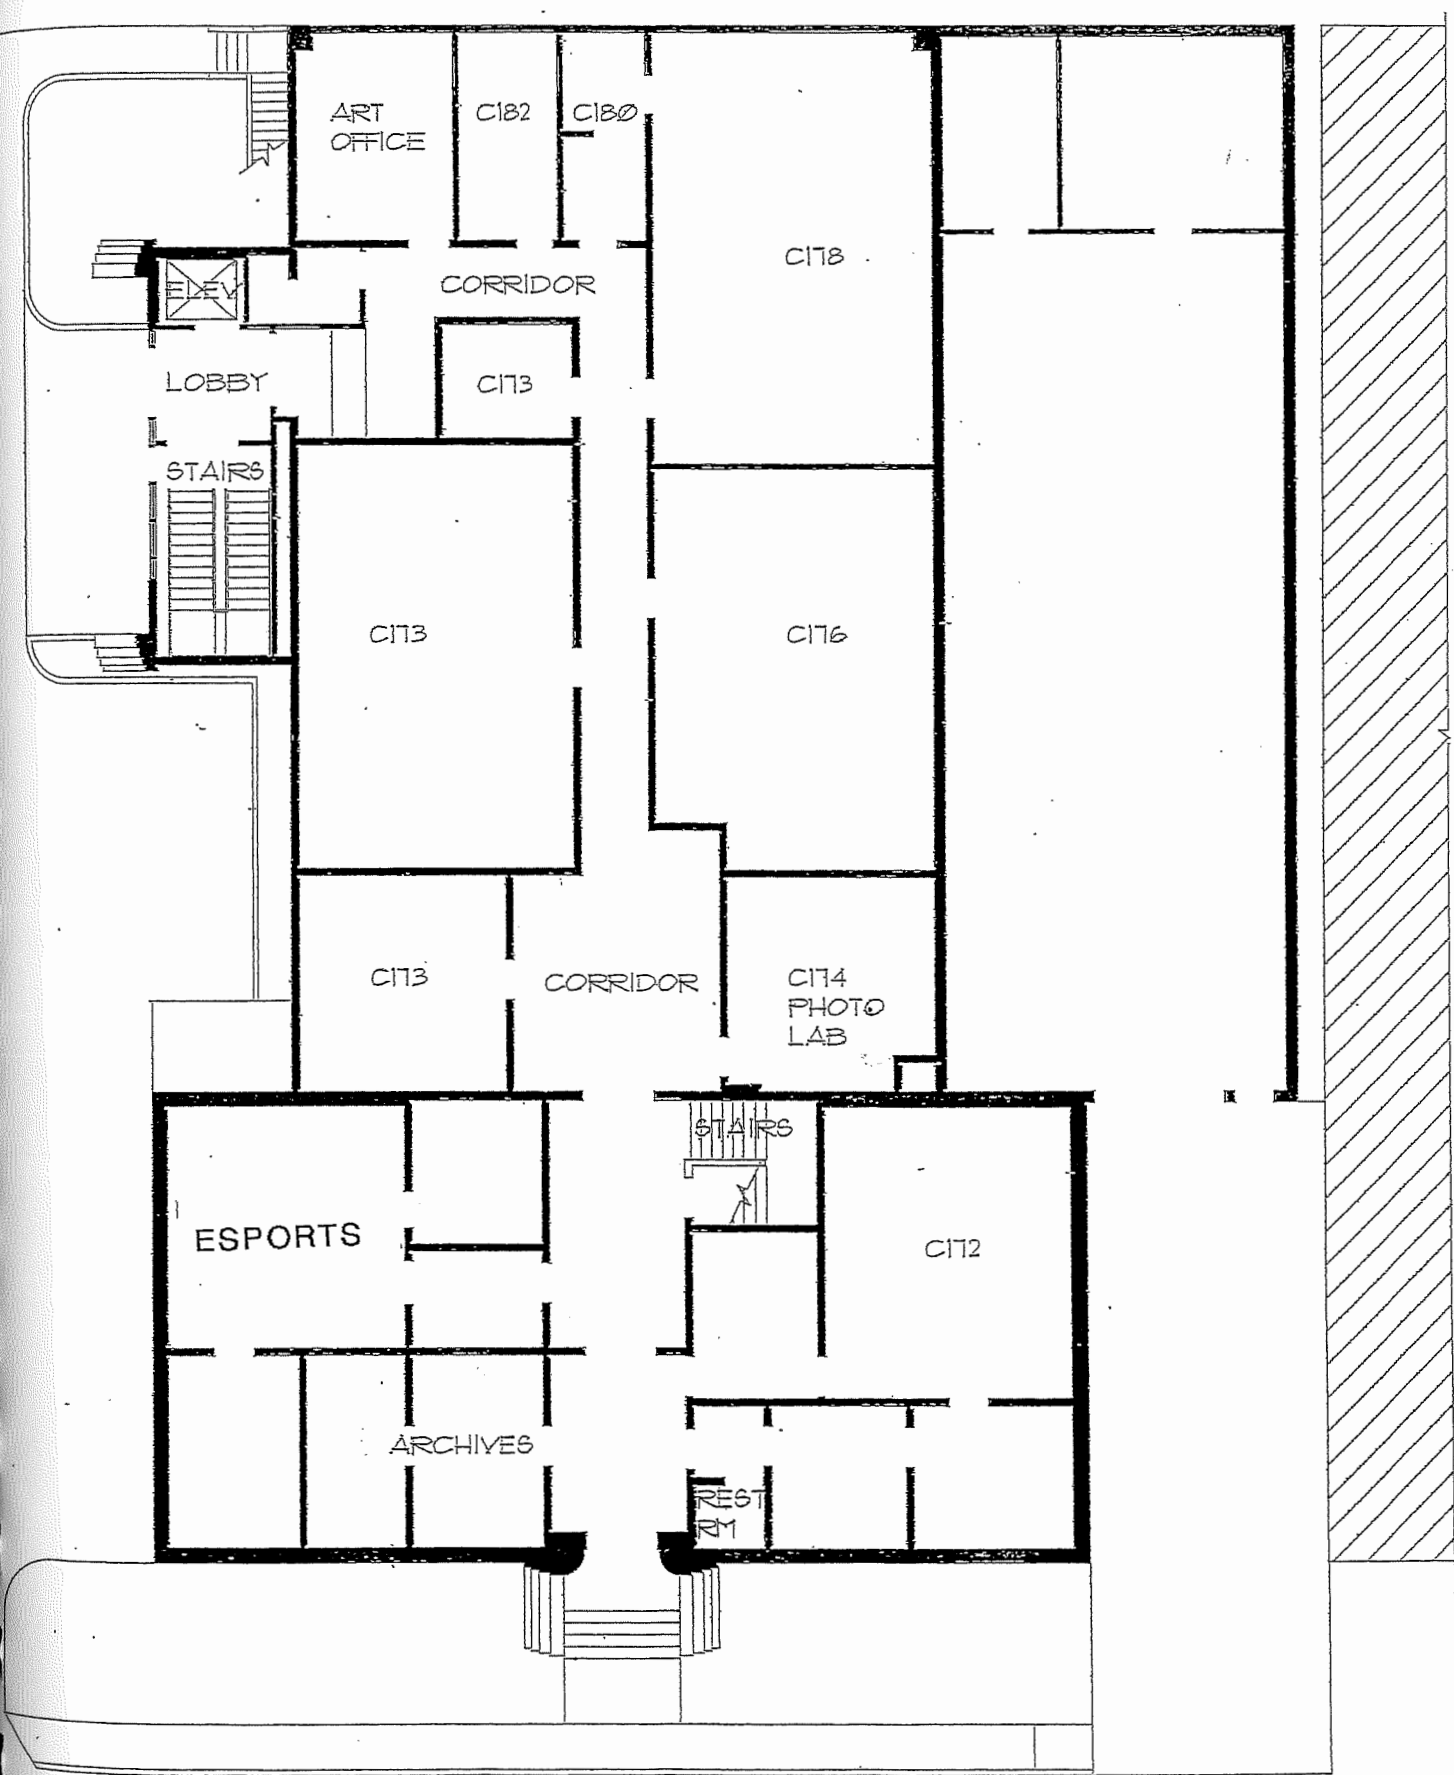 ART
OFFICE
C182
C180
C178
ELEV
CORRIDOR
LOBBY
C173
STAIRS
C173
C176
C173
CORRIDOR
C174
PHOTO
LAB
STAIRS
ESPORTS
C172
ARCHIVES
REST
RM